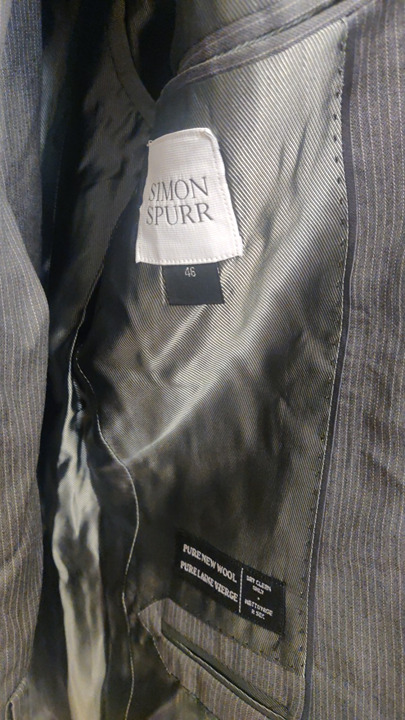 SIMON
SPURR
46
PURE NEW WOOL
PURE LAINE VIERGE
DRY CLEAN
ONLY
•
NETTOYAGE
A SEC